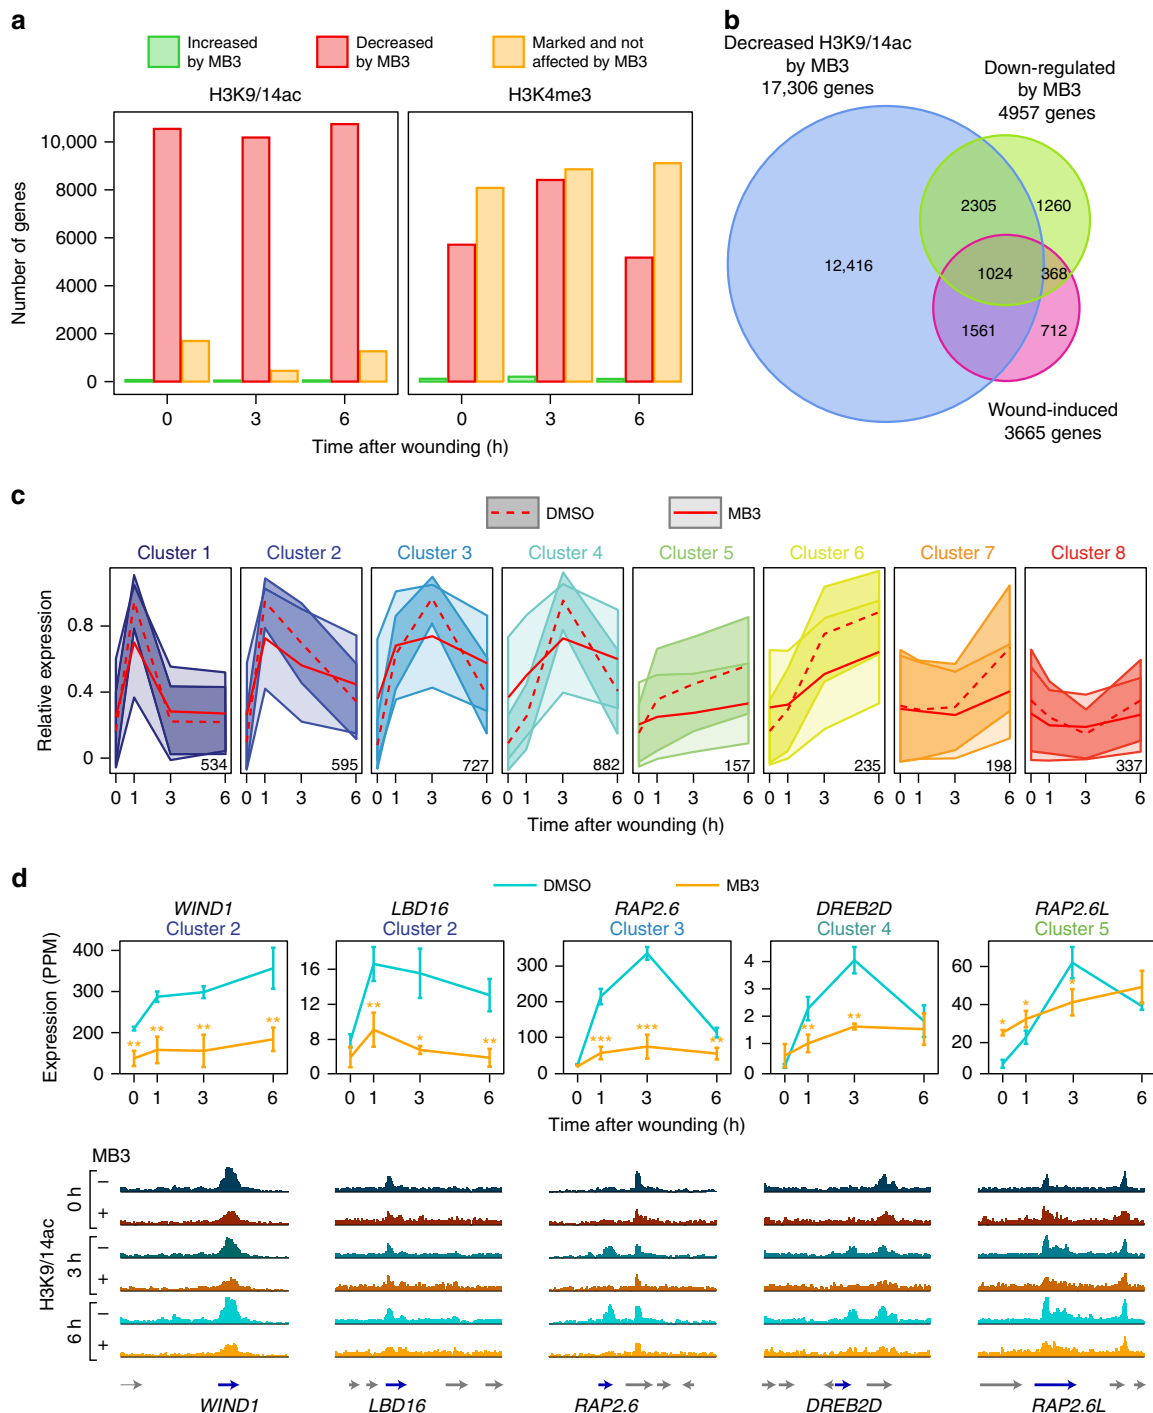 a
Increased
by MB3
Decreased
by MB3
Marked and not
affected by MB3
H3K9/14ac
H3K4me3
Number of genes
10,000
8000
6000
4000
2000
0
0 3 6
0 3 6
Time after wounding (h)
b
Decreased H3K9/14ac
by MB3
17,306 genes
Down-regulated
by MB3
4957 genes
2305
1260
12,416
1024
368
1561
712
Wound-induced
3665 genes
c
DMSO
MB3
Cluster 1
Cluster 2
Cluster 3
Cluster 4
Cluster 5
Cluster 6
Cluster 7
Cluster 8
Relative expression
0.8
0.4
0
534
595
727
882
157
235
198
337
0 1 3 6
0 1 3 6
0 1 3 6
0 1 3 6
0 1 3 6
0 1 3 6
0 1 3 6
0 1 3 6
Time after wounding (h)
d
DMSO
MB3
WIND1
Cluster 2
LBD16
Cluster 2
RAP2.6
Cluster 3
DREB2D
Cluster 4
RAP2.6L
Cluster 5
Expression (PPM)
400
300
200
100
0
** ** ** **
16
12
8
4
0
** * **
300
200
100
0
*** *** **
4
3
2
1
0
** **
60
40
20
0
* * *
0 1 3 6
0 1 3 6
0 1 3 6
0 1 3 6
0 1 3 6
Time after wounding (h)
MB3
H3K9/14ac
0 h
−
+
3 h
−
+
6 h
−
+
WIND1
LBD16
RAP2.6
DREB2D
RAP2.6L